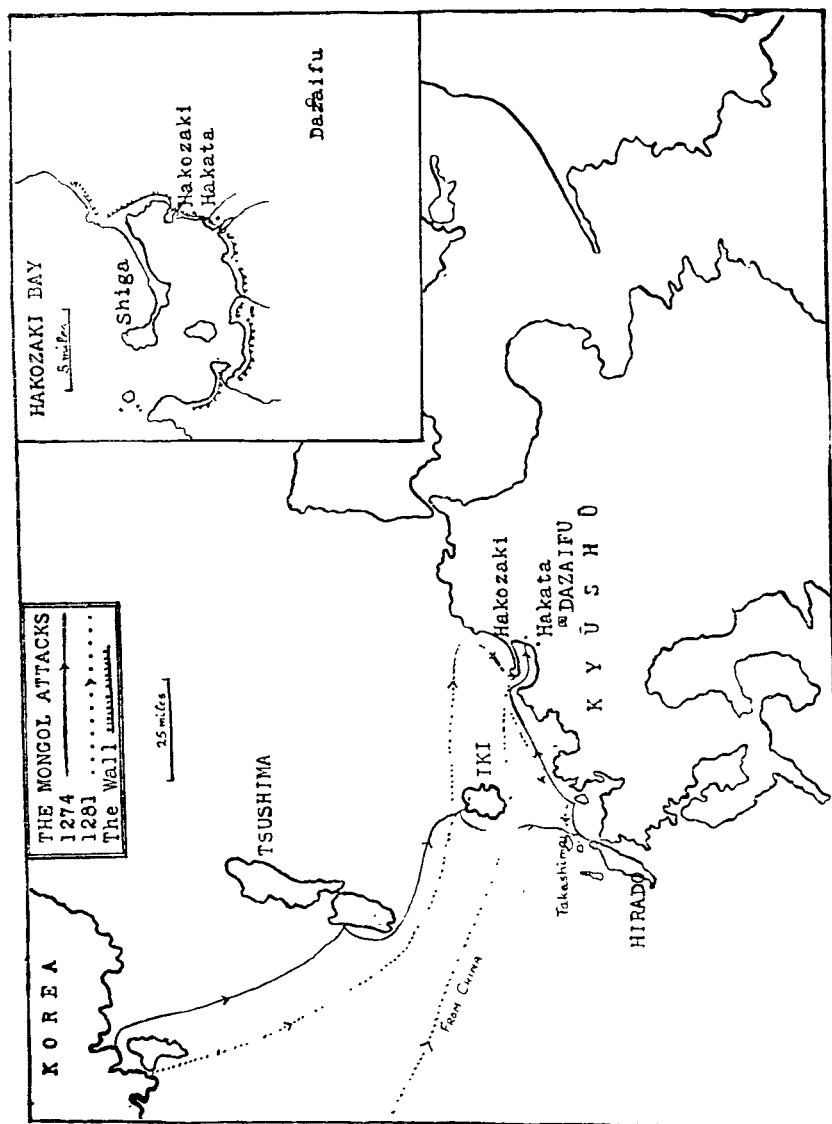 THE MONGOL ATTACKS
1274
1281
The Wall
25 miles
HAKOZAKI BAY
5 miles
Shiga
Hakozaki
Hakata
Dazaifu
KOREA
TSUSHIMA
IKI
FROM CHINA
Takashima
HIRADO
Hakozaki
Hakata
DAZAIFU
KYŪSHŪ